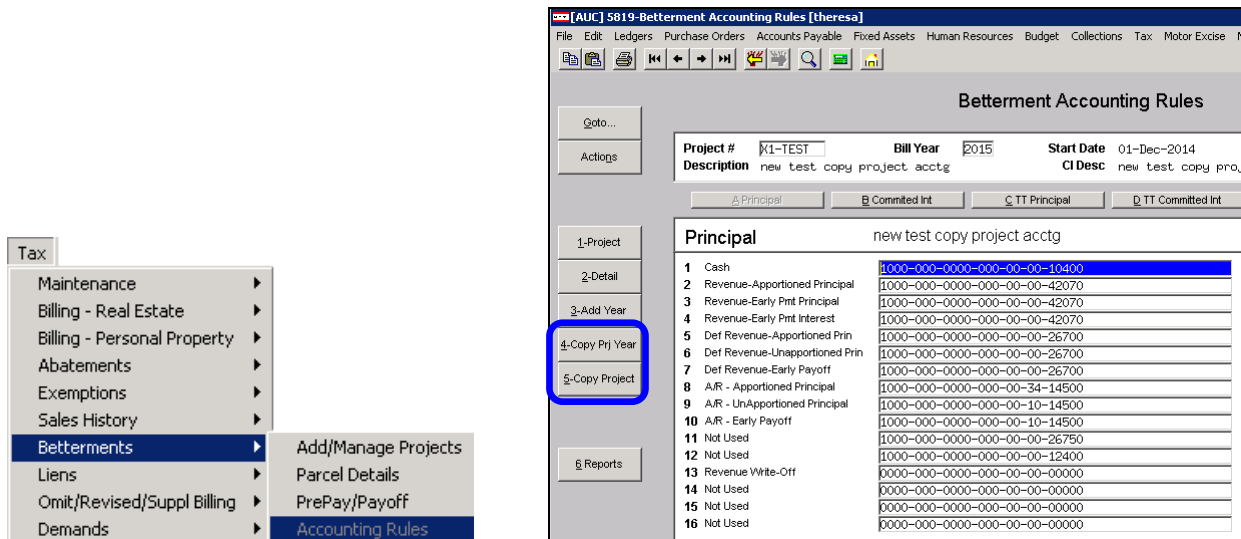 Tax
Maintenance
Billing - Real Estate
Billing - Personal Property
Abatements
Exemptions
Sales History
Betterments
Liens
Omit/Revised/Suppl Billing
Demands
Add/Manage Projects
Parcel Details
PrePay/Payoff
Accounting Rules
[AUC] 5819-Betterment Accounting Rules [theresa]
File Edit Ledgers Purchase Orders Accounts Payable Fixed Assets Human Resources Budget Collections Tax Motor Excise
Betterment Accounting Rules
Goto...
Actions
Project # X1-TEST Bill Year 2015 Start Date 01-Dec-2014
Description new test copy project acctg CI Desc new test copy pro
A Principal B Commited Int C TT Principal D TT Committed Int
1-Project
2-Detail
3-Add Year
4-Copy Prj Year
5-Copy Project
6 Reports
Principal new test copy project acctg
1 Cash 1000-000-0000-000-00-00-10400
2 Revenue-Apportioned Principal 1000-000-0000-000-00-00-42070
3 Revenue-Early Pmt Principal 1000-000-0000-000-00-00-42070
4 Revenue-Early Pmt Interest 1000-000-0000-000-00-00-42070
5 Def Revenue-Apportioned Prin 1000-000-0000-000-00-00-26700
6 Def Revenue-Unapportioned Prin 1000-000-0000-000-00-00-26700
7 Def Revenue-Early Payoff 1000-000-0000-000-00-00-26700
8 A/R - Apportioned Principal 1000-000-0000-000-00-34-14500
9 A/R - UnApportioned Principal 1000-000-0000-000-00-10-14500
10 A/R - Early Payoff 1000-000-0000-000-00-10-14500
11 Not Used 1000-000-0000-000-00-00-26750
12 Not Used 1000-000-0000-000-00-00-12400
13 Revenue Write-Off 0000-000-0000-000-00-00-00000
14 Not Used 0000-000-0000-000-00-00-00000
15 Not Used 0000-000-0000-000-00-00-00000
16 Not Used 0000-000-0000-000-00-00-00000